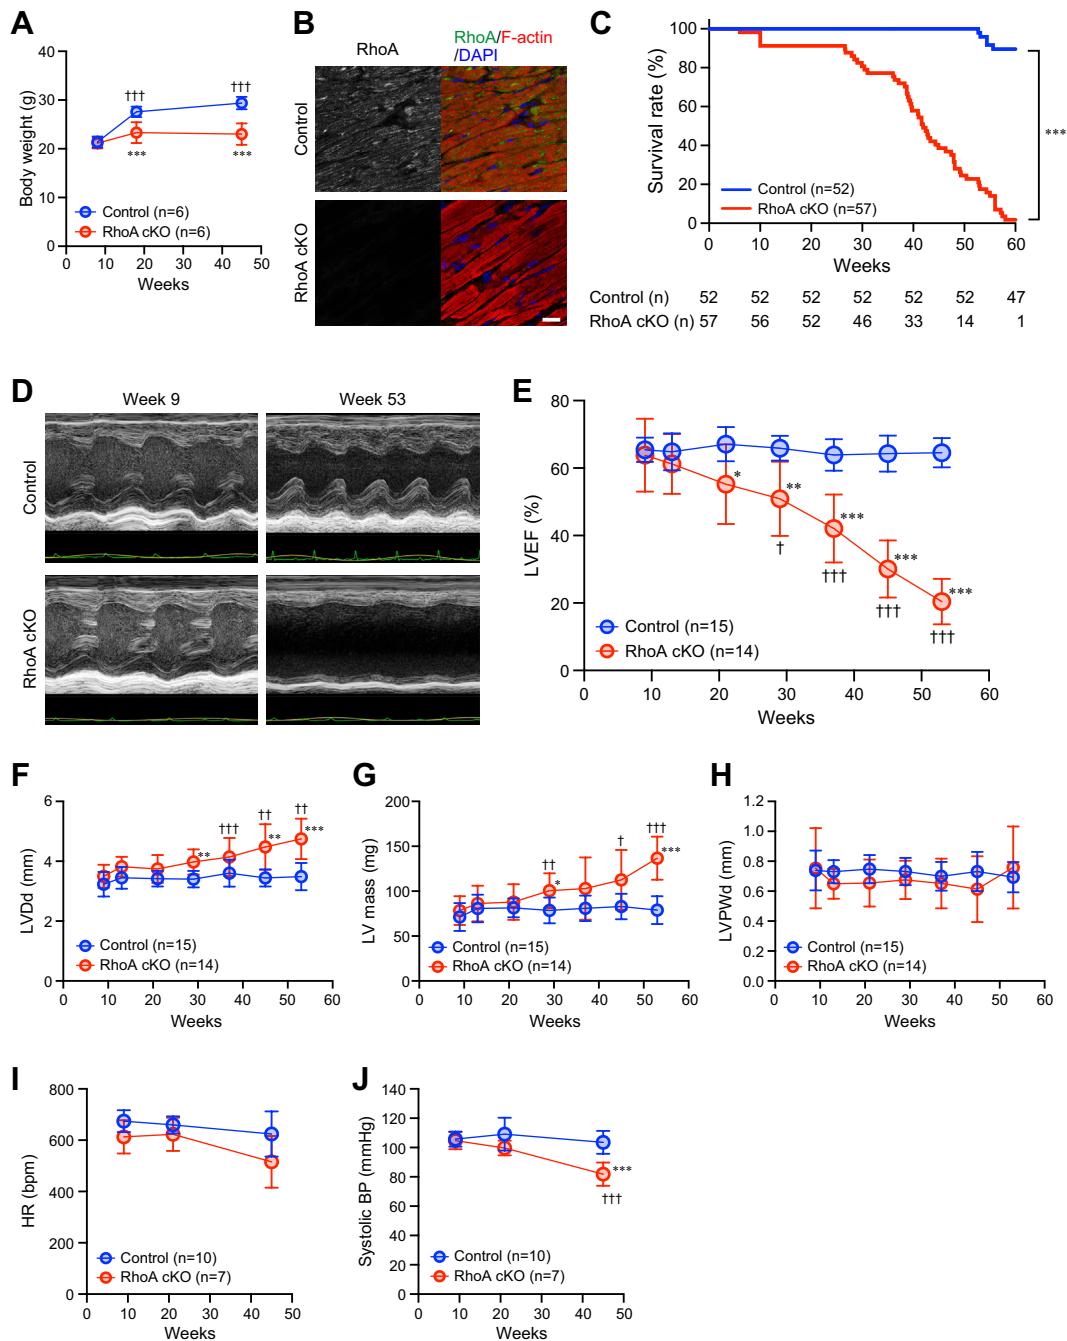 A
Body weight (g)
40
30
20
10
0
†††
†††
***
***
Control (n=6)
RhoA cKO (n=6)
0 10 20 30 40 50
Weeks
B
RhoA
RhoA/F-actin
/DAPI
Control
RhoA cKO
C
Survival rate (%)
100
80
60
40
20
0
***
Control (n=52)
RhoA cKO (n=57)
0 10 20 30 40 50 60
Weeks
Control (n) 52 52 52 52 52 52 47
RhoA cKO (n) 57 56 52 46 33 14 1
D
Week 9 Week 53
Control
RhoA cKO
E
LVEF (%)
80
60
40
20
0
*
**
***
***
***
†
†††
†††
†††
Control (n=15)
RhoA cKO (n=14)
0 10 20 30 40 50 60
Weeks
F
LVDd (mm)
6
4
2
0
††† †† ††
** ** ***
Control (n=15)
RhoA cKO (n=14)
0 10 20 30 40 50 60
Weeks
G
LV mass (mg)
200
150
100
50
0
†† † †††
* ***
Control (n=15)
RhoA cKO (n=14)
0 10 20 30 40 50 60
Weeks
H
LVPWd (mm)
1.2
1.0
0.8
0.6
0.4
0.2
0.0
Control (n=15)
RhoA cKO (n=14)
0 10 20 30 40 50 60
Weeks
I
HR (bpm)
800
600
400
200
0
Control (n=10)
RhoA cKO (n=7)
0 10 20 30 40 50
Weeks
J
Systolic BP (mmHg)
140
120
100
80
60
40
20
0
***
†††
Control (n=10)
RhoA cKO (n=7)
0 10 20 30 40 50
Weeks